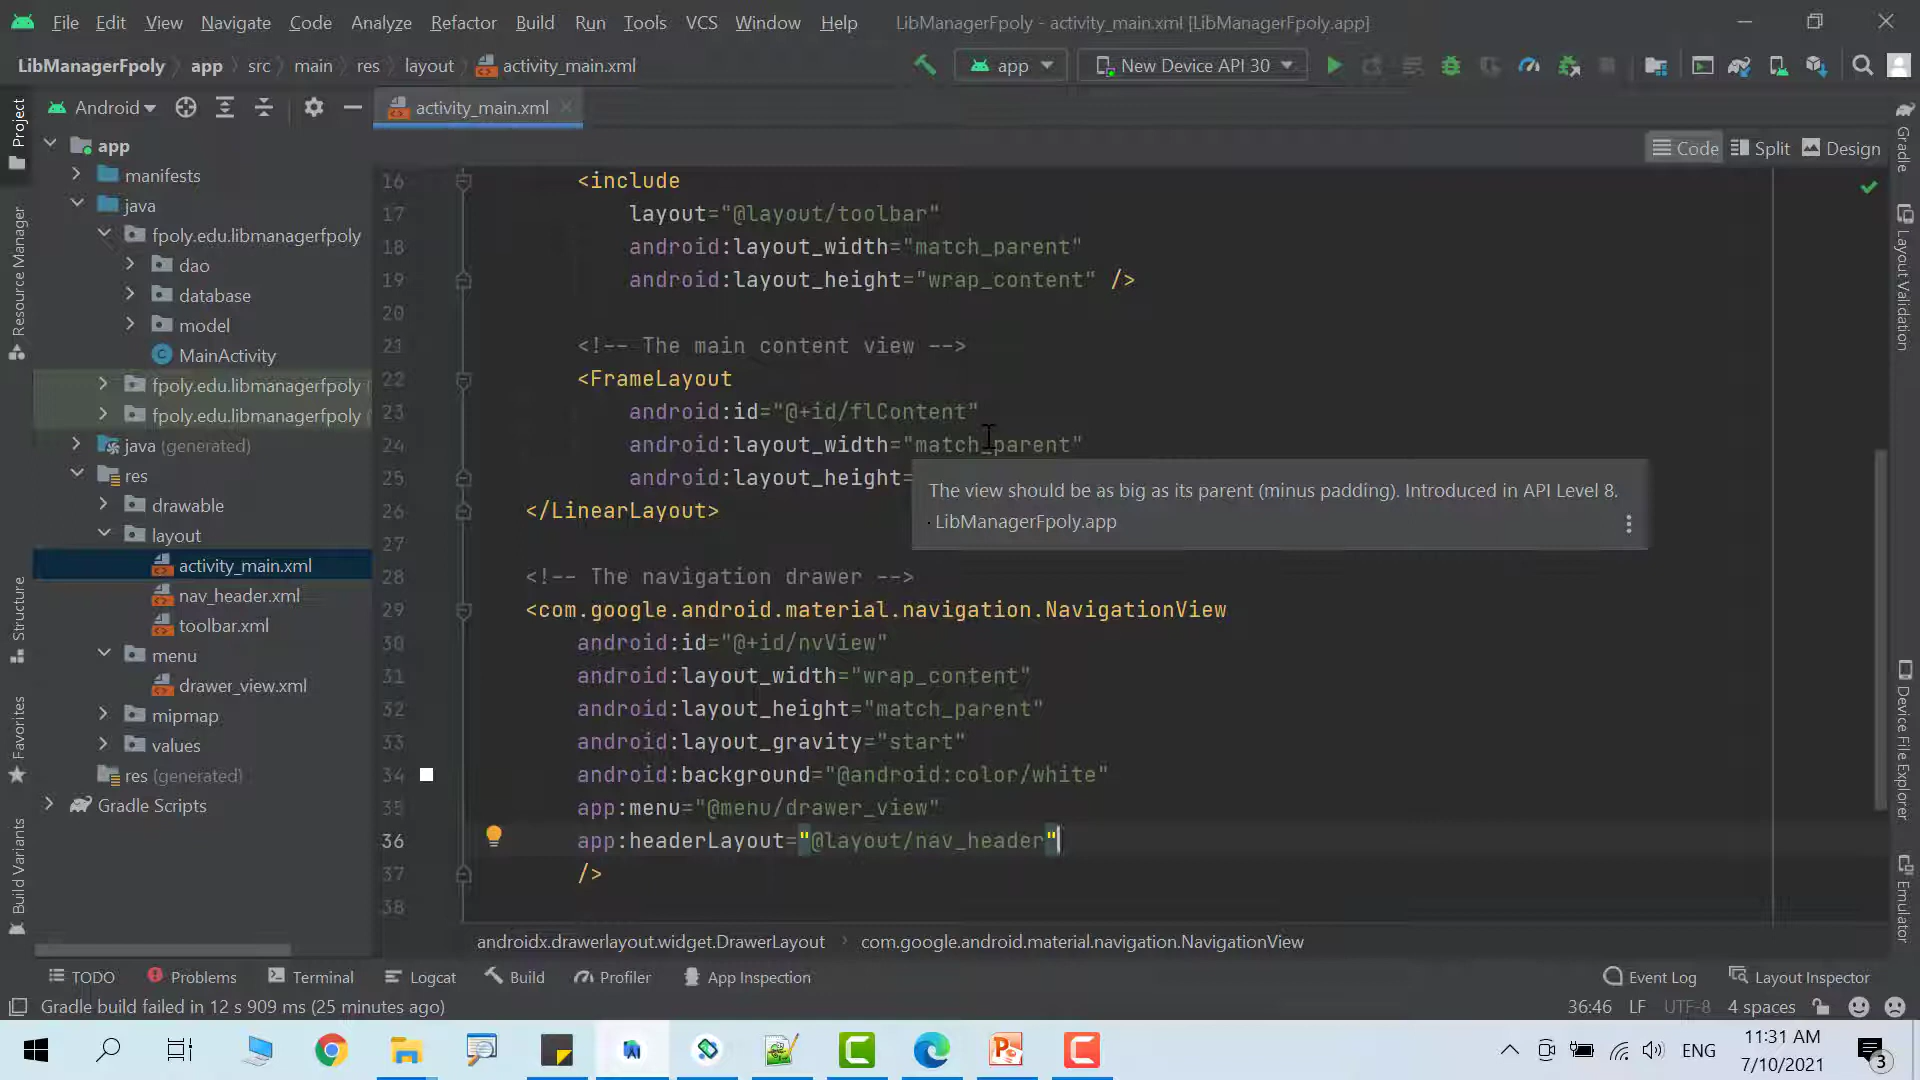 File Edit View Navigate Code Analyze Refactor Build Run Tools VCS Window Help LibManagerFpoly - activity_main.xml [LibManagerFpoly.app]
LibManagerFpoly app src main res layout activity_main.xml app New Device API 30
Android activity_main.xml
Code Split Design
Project
Resource Manager
Structure
Favorites
Build Variants
app
manifests
java
fpoly.edu.libmanagerfpoly
dao
database
model
MainActivity
fpoly.edu.libmanagerfpoly (
fpoly.edu.libmanagerfpoly (
java (generated)
res
drawable
layout
activity_main.xml
nav_header.xml
toolbar.xml
menu
drawer_view.xml
mipmap
values
res (generated)
Gradle Scripts
16 <include
17 layout="@layout/toolbar"
18 android:layout_width="match_parent"
19 android:layout_height="wrap_content" />
20
21 <!-- The main content view -->
22 <FrameLayout
23 android:id="@+id/flContent"
24 android:layout_width="match_parent"
25 android:layout_height=
26 </LinearLayout>
27
28 <!-- The navigation drawer -->
29 <com.google.android.material.navigation.NavigationView
30 android:id="@+id/nvView"
31 android:layout_width="wrap_content"
32 android:layout_height="match_parent"
33 android:layout_gravity="start"
34 android:background="@android:color/white"
35 app:menu="@menu/drawer_view"
36 app:headerLayout="@layout/nav_header"
37 />
38
The view should be as big as its parent (minus padding). Introduced in API Level 8.
LibManagerFpoly.app
Gradle
Layout Validation
Device File Explorer
Emulator
androidx.drawerlayout.widget.DrawerLayout com.google.android.material.navigation.NavigationView
TODO Problems Terminal Logcat Build Profiler App Inspection Event Log Layout Inspector
Gradle build failed in 12 s 909 ms (25 minutes ago) 36:46 LF UTF-8 4 spaces
ENG 11:31 AM
7/10/2021
3